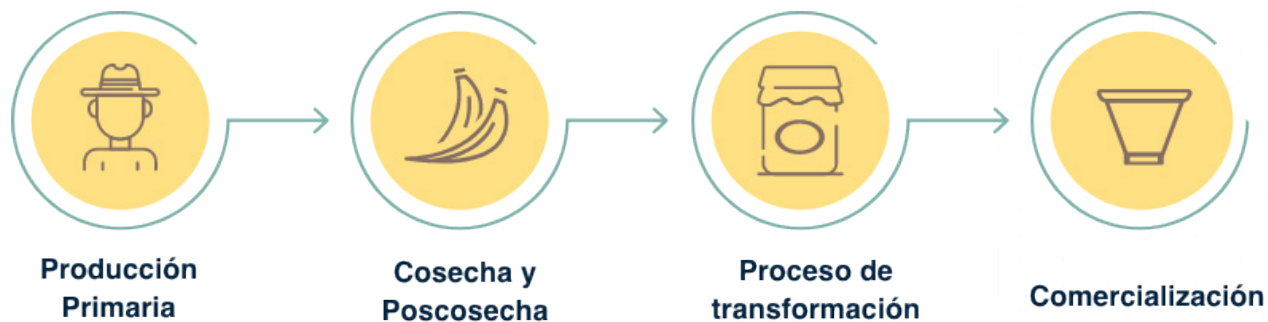 Producción
Primaria
Cosecha y
Poscosecha
Proceso de
transformación
Comercialización